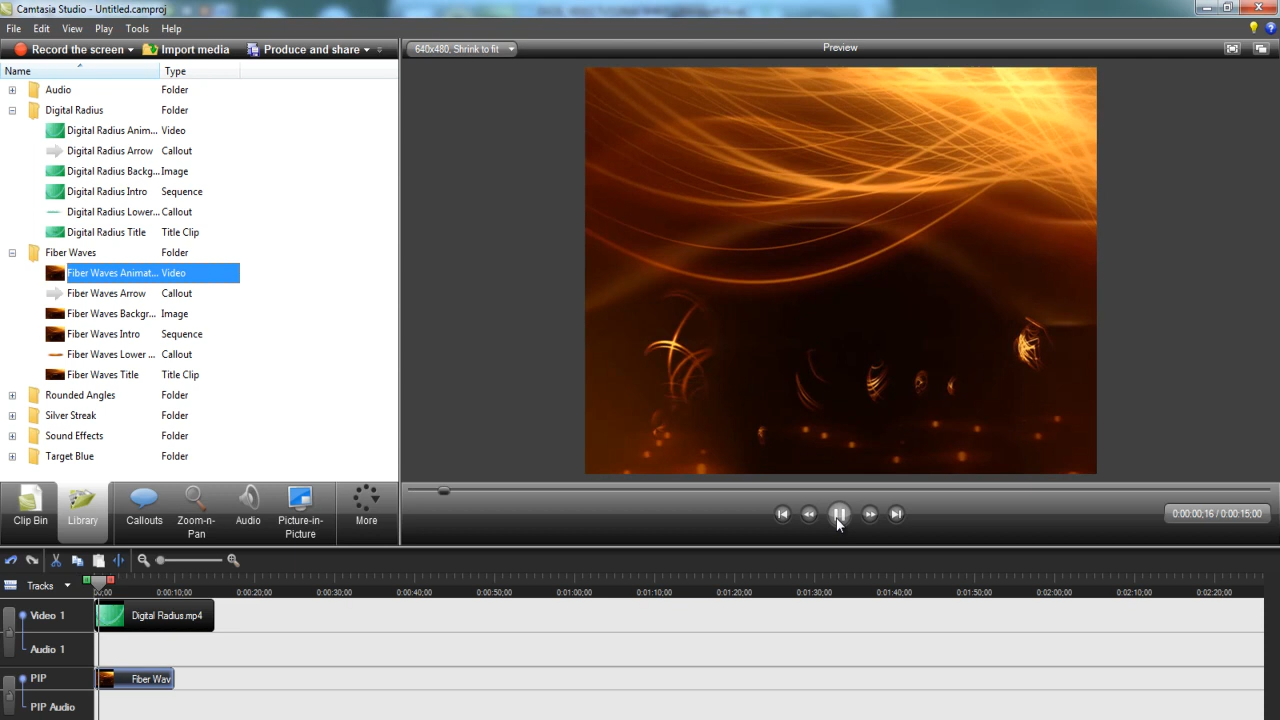 Camtasia Studio - Untitled.camproj
File Edit View Play Tools Help
Record the screen Import media Produce and share
640x480, Shrink to fit
Preview
Name Type
Audio Folder
Digital Radius Folder
Digital Radius Anim... Video
Digital Radius Arrow Callout
Digital Radius Backg... Image
Digital Radius Intro Sequence
Digital Radius Lower... Callout
Digital Radius Title Title Clip
Fiber Waves Folder
Fiber Waves Animat... Video
Fiber Waves Arrow Callout
Fiber Waves Backgr... Image
Fiber Waves Intro Sequence
Fiber Waves Lower ... Callout
Fiber Waves Title Title Clip
Rounded Angles Folder
Silver Streak Folder
Sound Effects Folder
Target Blue Folder
Clip Bin
Library
Callouts
Zoom-n-
Pan
Audio
Picture-in-
Picture
More
0:00:00;16 / 0:00:15;00
Tracks
00;00 0:00:10;00 0:00:20;00 0:00:30;00 0:00:40;00 0:00:50;00 0:01:00;00 0:01:10;00 0:01:20;00 0:01:30;00 0:01:40;00 0:01:50;00 0:02:00;00 0:02:10;00 0:02:20;00
Video 1 Digital Radius.mp4
Audio 1
PIP Fiber Wav
PIP Audio